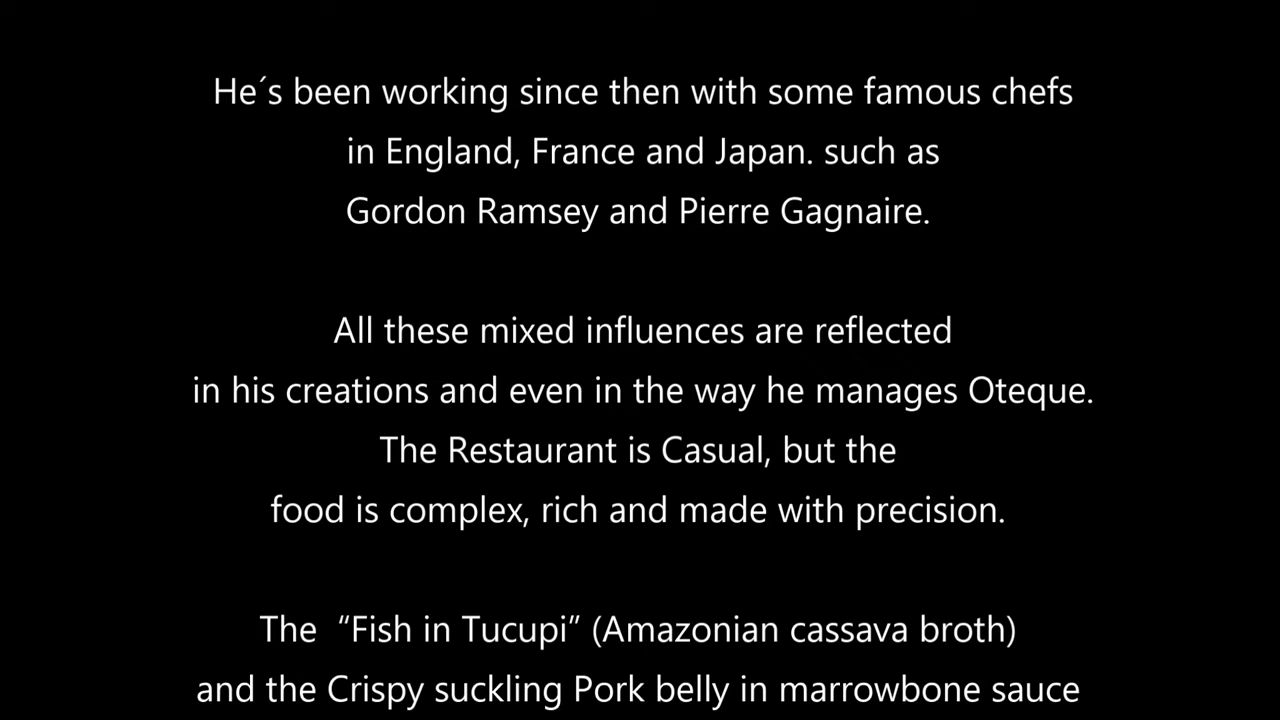 He´s been working since then with some famous chefs
in England, France and Japan. such as
Gordon Ramsey and Pierre Gagnaire.
All these mixed influences are reflected
in his creations and even in the way he manages Oteque.
The Restaurant is Casual, but the
food is complex, rich and made with precision.
The “Fish in Tucupi” (Amazonian cassava broth)
and the Crispy suckling Pork belly in marrowbone sauce